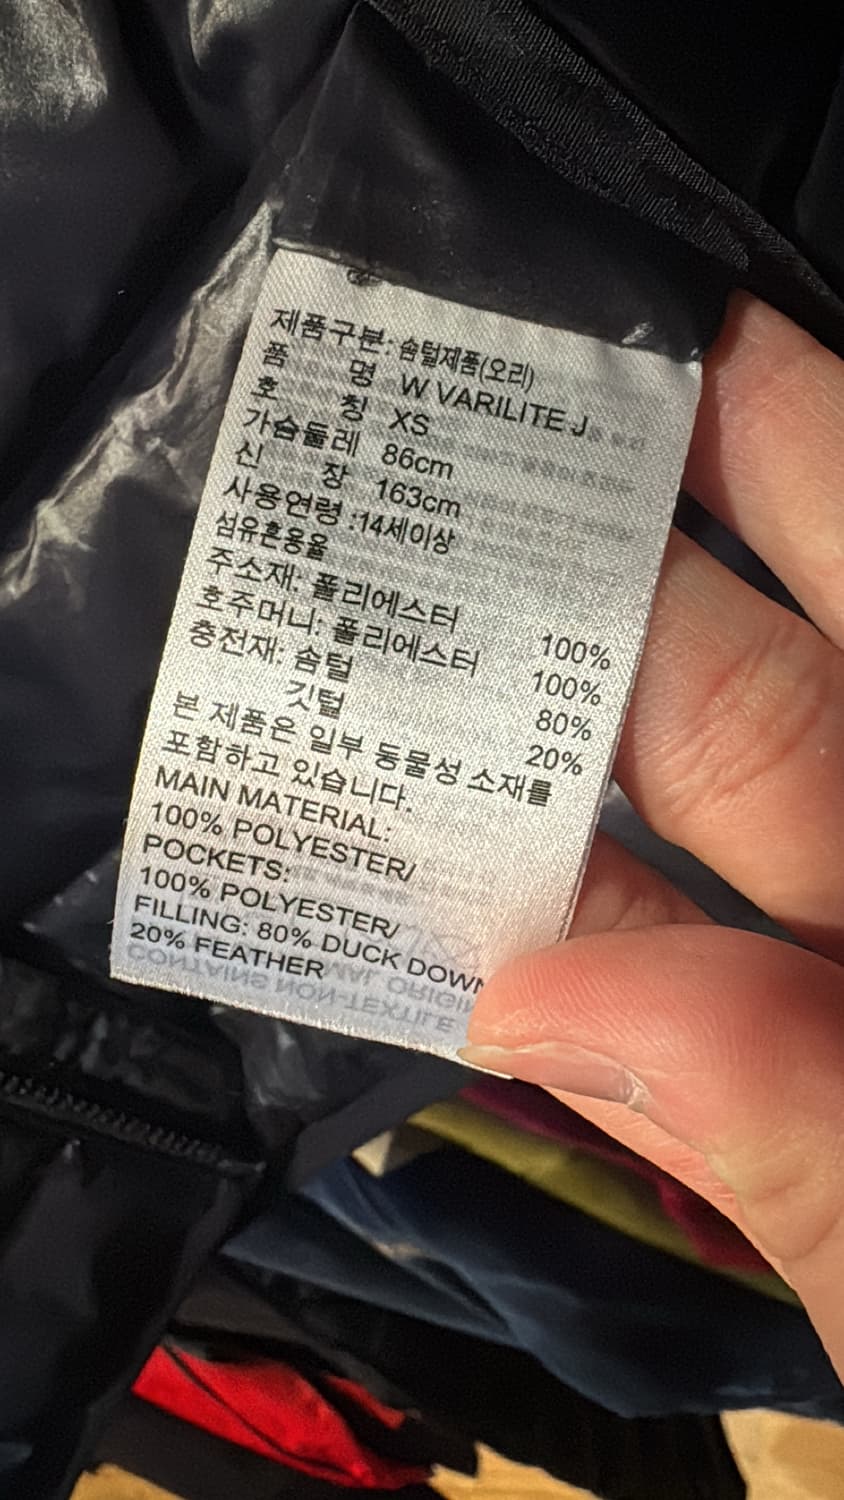 제품구분: 솜털제품(오리)
품 명 W VARILITE J
호 칭 XS
가슴둘레 86cm
신 장 163cm
사용연령 :14세이상
섬유혼용율
주소재: 폴리에스터 100%
호주머니: 폴리에스터 100%
충전재: 솜털 80%
깃털 20%
본 제품은 일부 동물성 소재를
포함하고 있습니다.
MAIN MATERIAL:
100% POLYESTER/
POCKETS:
100% POLYESTER/
FILLING: 80% DUCK DOWN
20% FEATHER